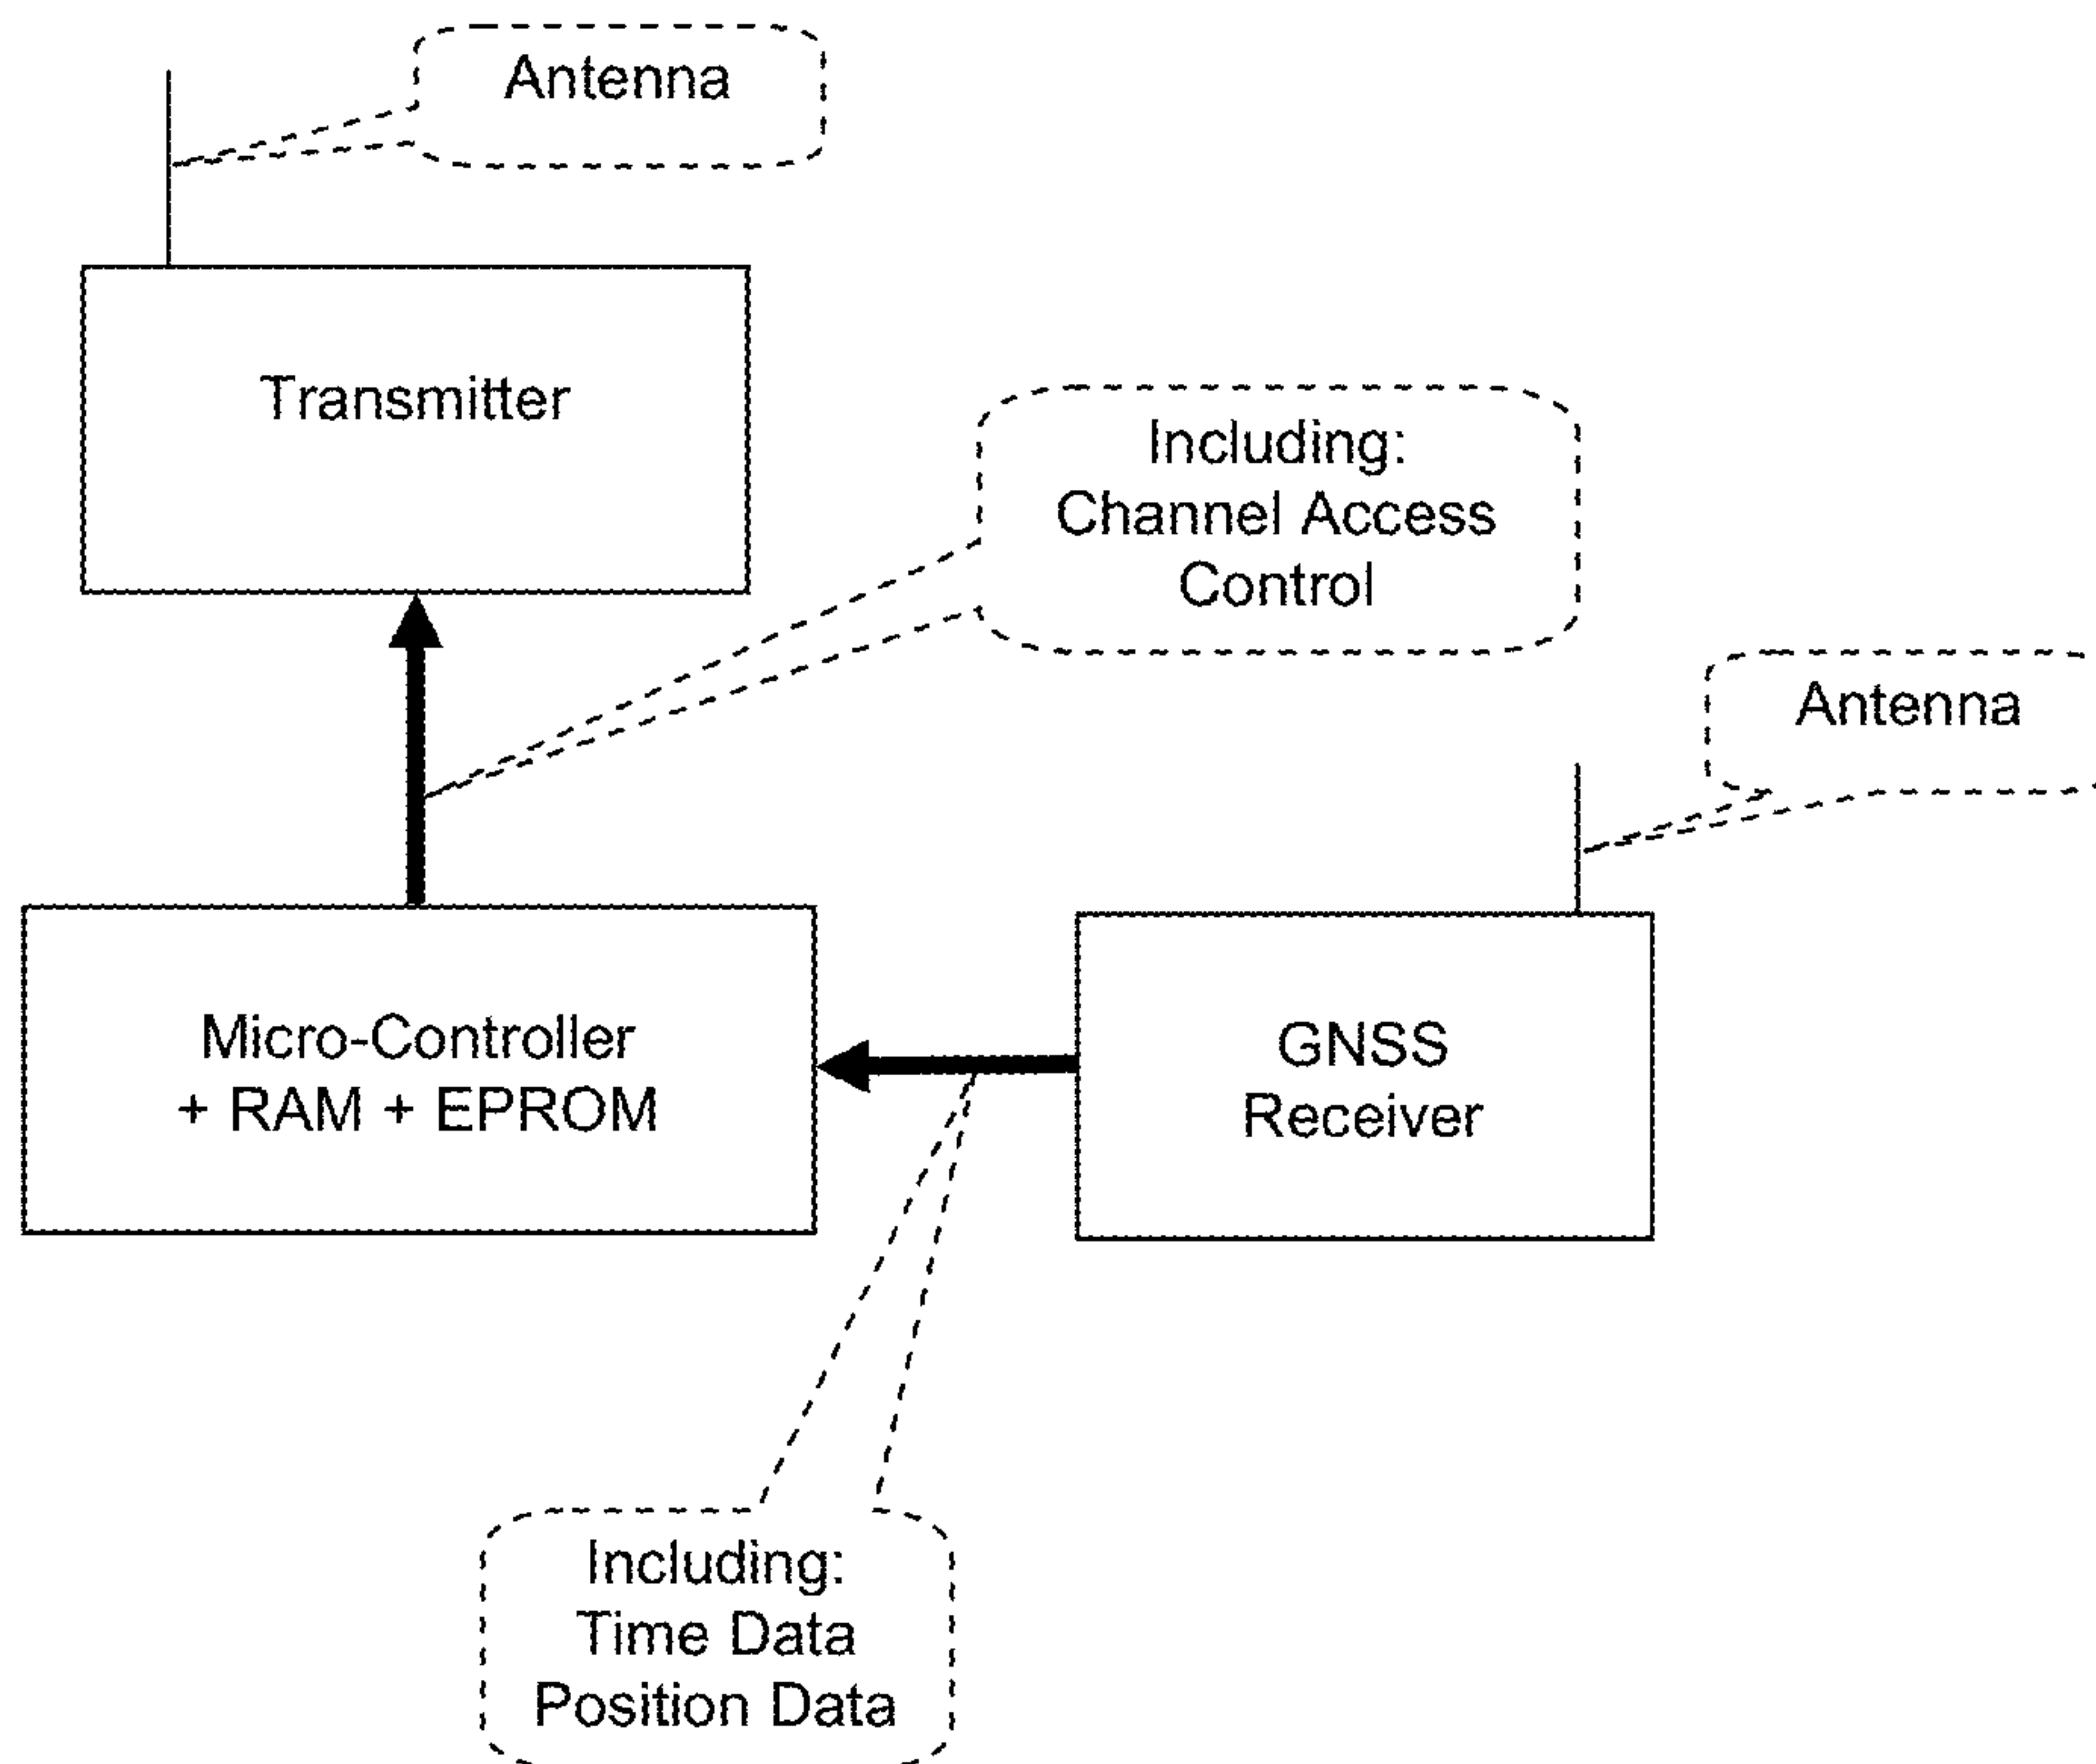 Antenna
Transmitter
Including:
Channel Access
Control
Antenna
Micro-Controller
+ RAM + EPROM
GNSS
Receiver
Including:
Time Data
Position Data